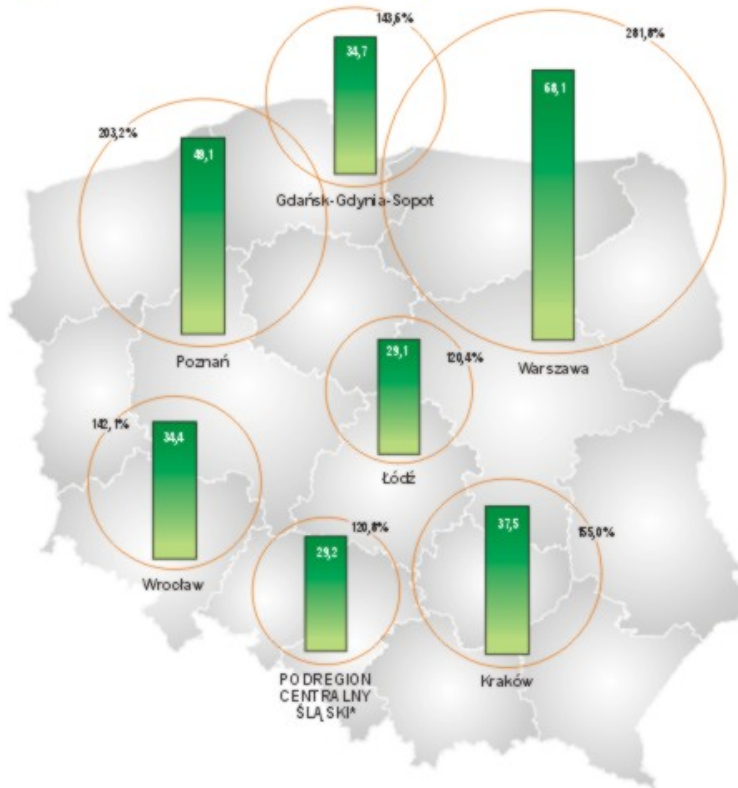 143,6%
34,7
Gdańsk-Gdynia-Sopot
281,8%
68,1
Warszawa
203,2%
49,1
Poznań
29,1
120,4%
Łódź
142,1%
34,4
Wrocław
120,8%
29,2
PODREGION
CENTRALNY
ŚLĄSKI*
37,5
155,0%
Kraków